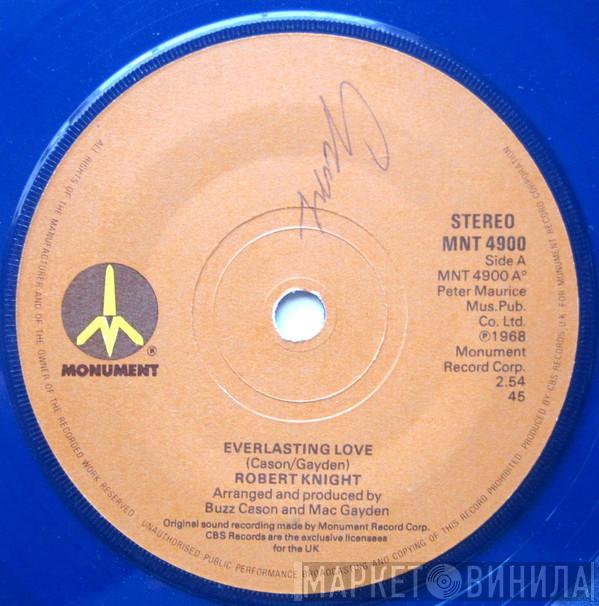 STEREO
MNT 4900
Side A
MNT 4900 A°
Peter Maurice
Mus.Pub.
Co. Ltd.
℗1968
Monument
Record Corp.
2.54
45
MONUMENT
®
EVERLASTING LOVE
(Cason/Gayden)
ROBERT KNIGHT
Arranged and produced by
Buzz Cason and Mac Gayden
Original sound recording made by Monument Record Corp.
CBS Records are the exclusive licensees
for the UK
ALL RIGHTS OF THE MANUFACTURER AND OF THE OWNER OF THE RECORDED WORK RESERVED UNAUTHORISED PUBLIC PERFORMANCE BROADCASTING AND COPYING OF THIS RECORD PROHIBITED PRODUCED BY CBS RECORDS U.K. FOR MONUMENT RECORD CORPORATION
МАРКЕТ ВИНИЛА